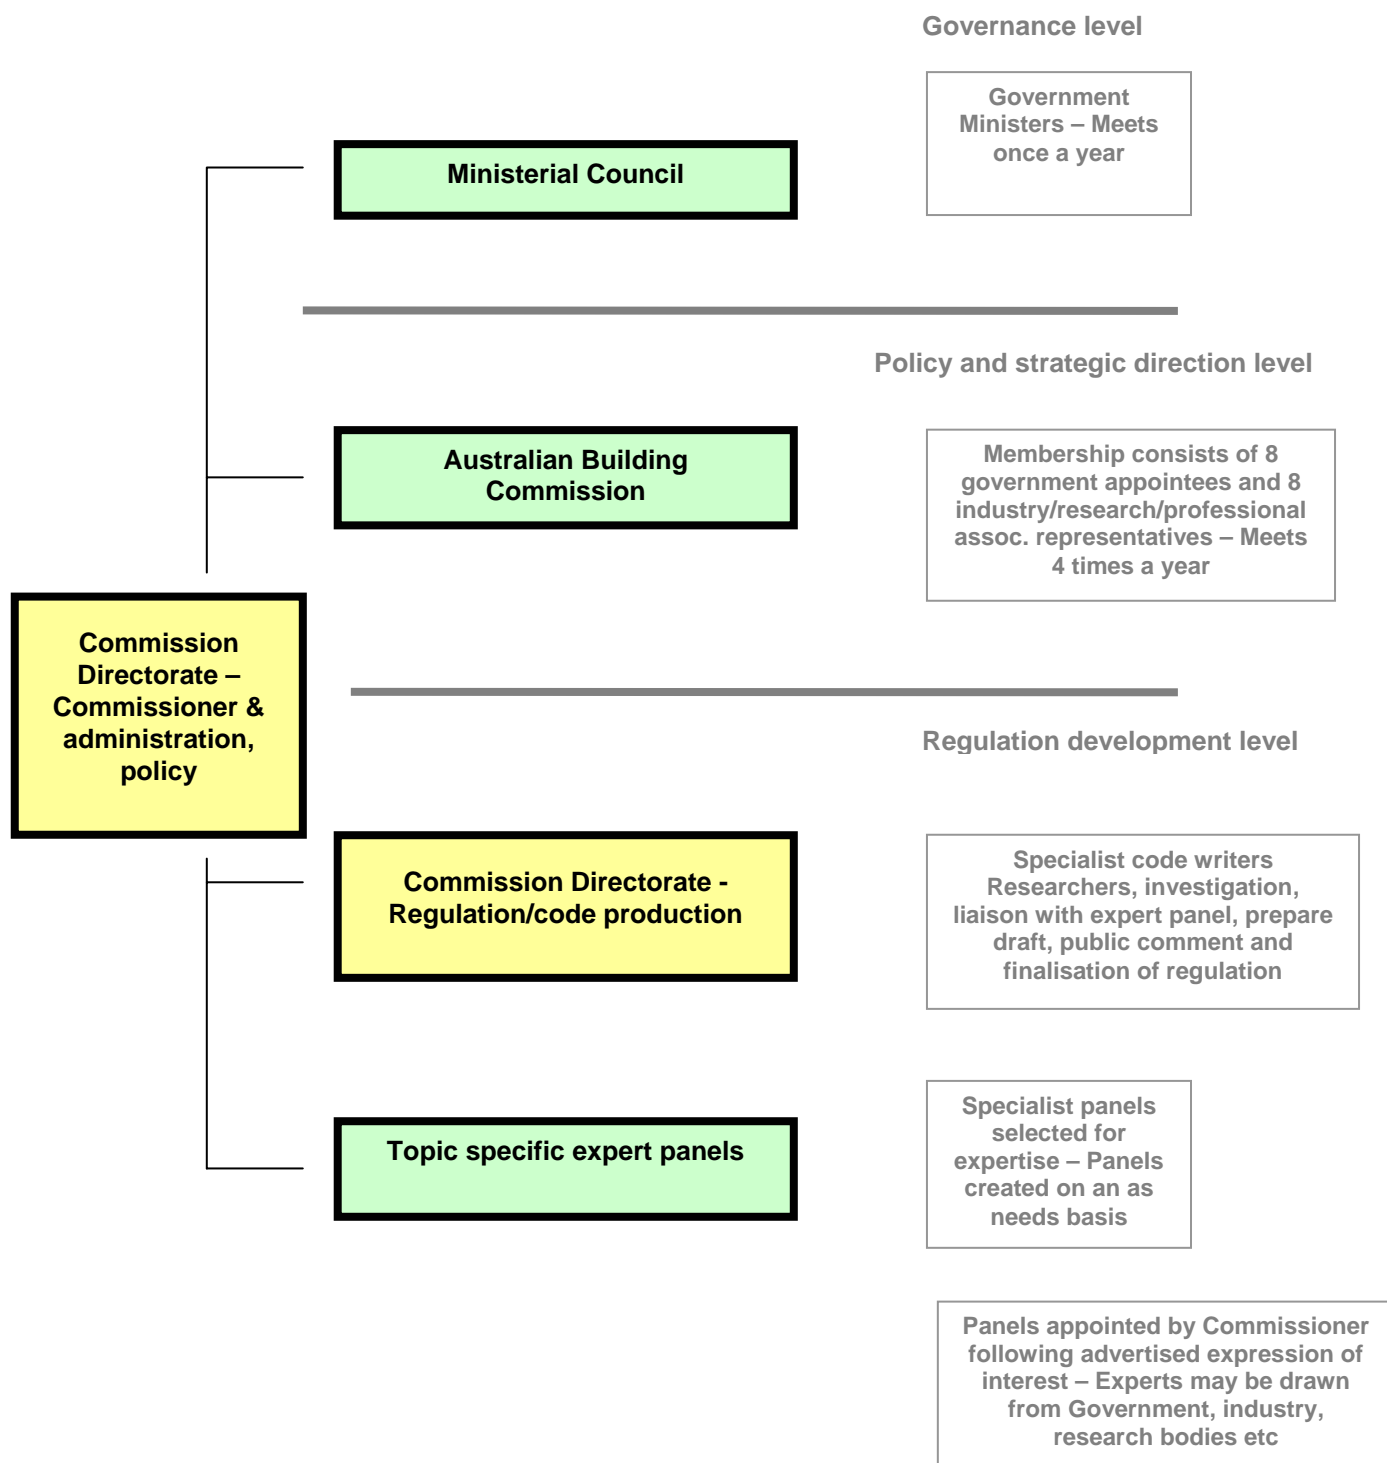 Governance level
Government
Ministers – Meets
once a year
Ministerial Council
Policy and strategic direction level
Australian Building
Commission
Membership consists of 8
government appointees and 8
industry/research/professional
assoc. representatives – Meets
4 times a year
Commission
Directorate –
Commissioner &
administration,
policy
Regulation development level
Commission Directorate -
Regulation/code production
Specialist code writers
Researchers, investigation,
liaison with expert panel, prepare
draft, public comment and
finalisation of regulation
Topic specific expert panels
Specialist panels
selected for
expertise – Panels
created on an as
needs basis
Panels appointed by Commissioner
following advertised expression of
interest – Experts may be drawn
from Government, industry,
research bodies etc